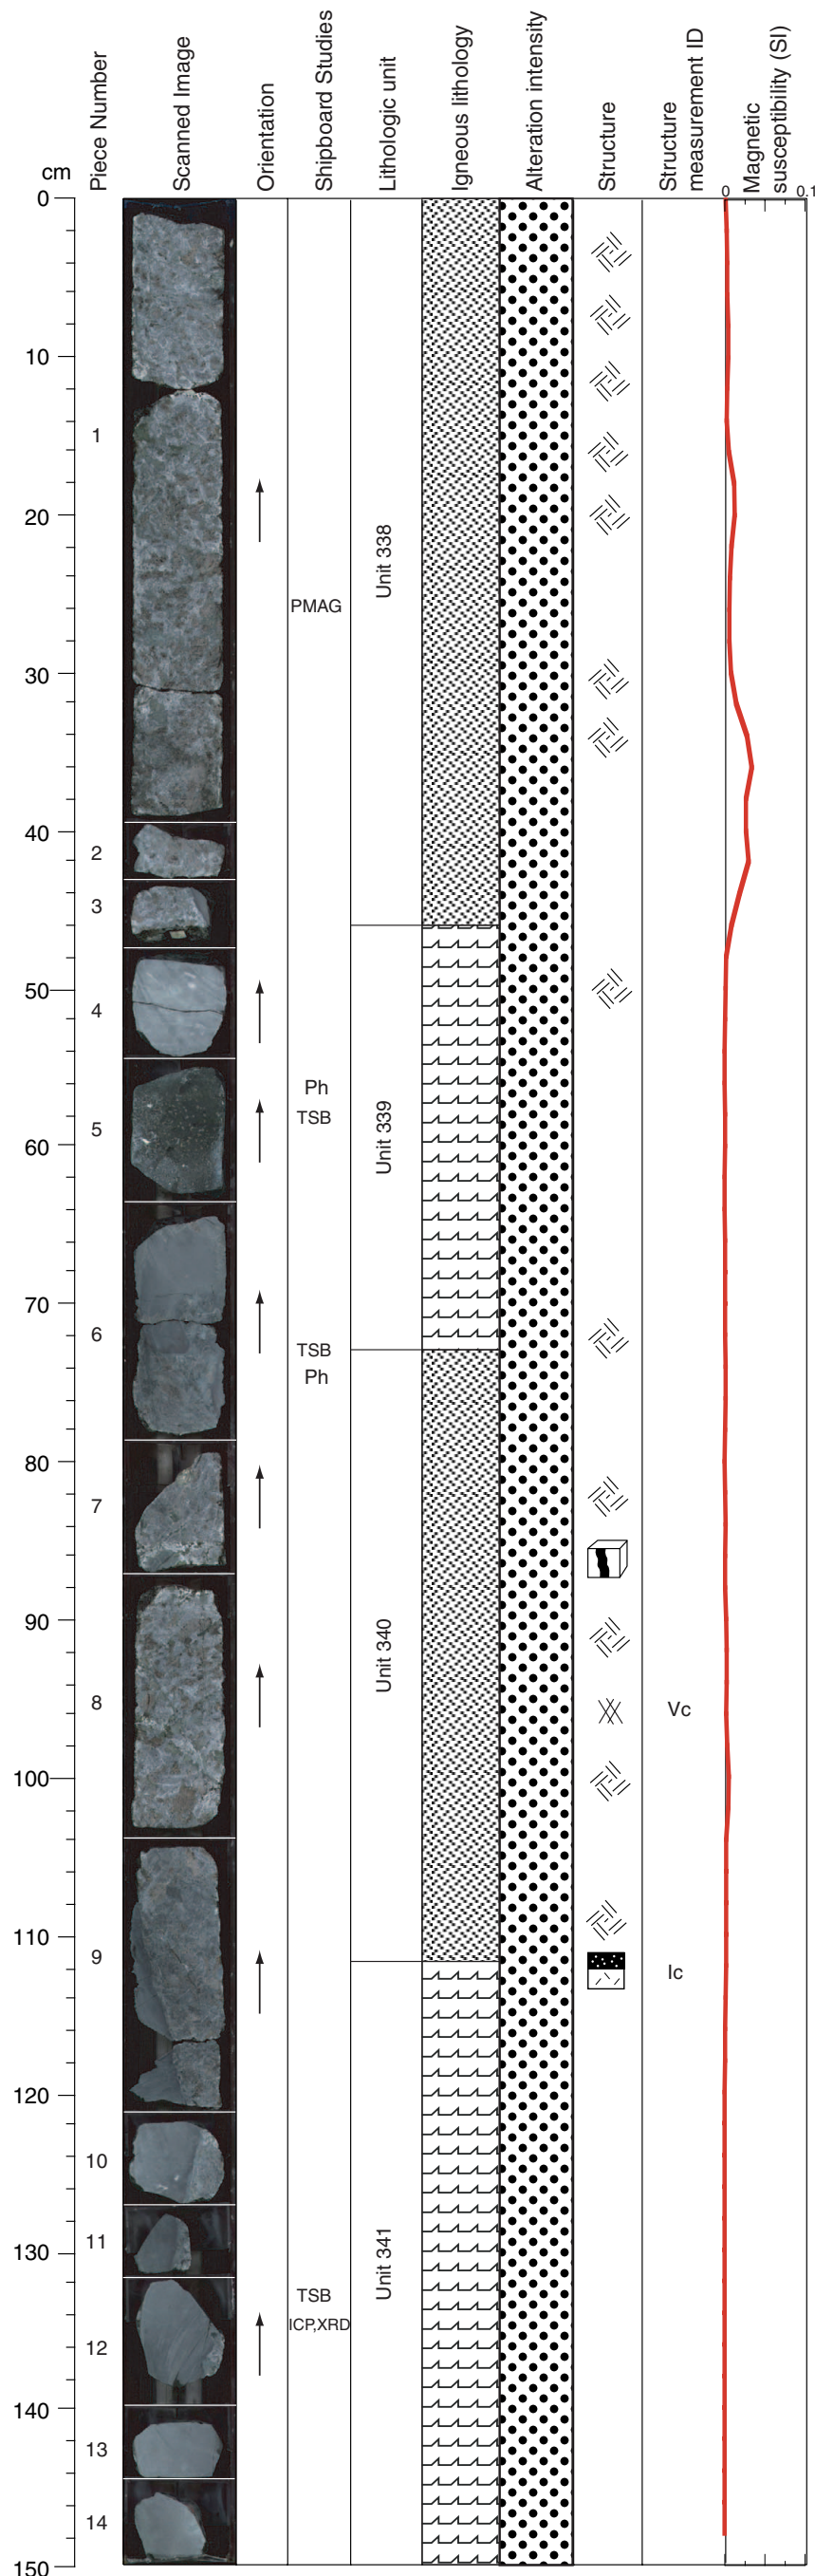 cm
Piece Number
Scanned Image
Orientation
Shipboard Studies
Lithologic unit
Igneous lithology
Alteration intensity
Structure
Structure
measurement ID
Magnetic
susceptibility (SI)
0
0.1
0
10
1
20
Unit 338
PMAG
30
40
2
3
50
4
Ph
TSB
5
Unit 339
60
70
6
TSB
Ph
80
7
90
Unit 340
8
Vc
100
110
9
Ic
120
10
11
130
Unit 341
TSB
ICP,XRD
12
140
13
14
150